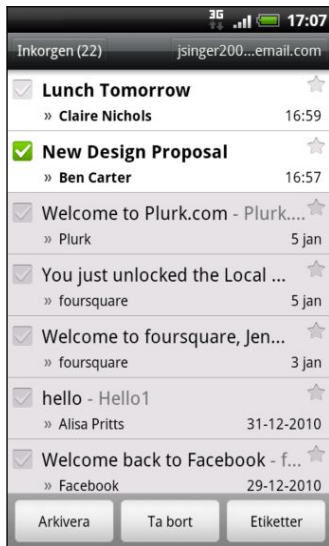 3G 17:07
Inkorgen (22) jsinger200...email.com
Lunch Tomorrow
» Claire Nichols 16:59
New Design Proposal
» Ben Carter 16:57
Welcome to Plurk.com - Plurk....
» Plurk 5 jan
You just unlocked the Local ...
» foursquare 5 jan
Welcome to foursquare, Jen...
» foursquare 3 jan
hello - Hello1
» Alisa Pritts 31-12-2010
Welcome back to Facebook - f...
» Facebook 29-12-2010
Arkivera Ta bort Etiketter